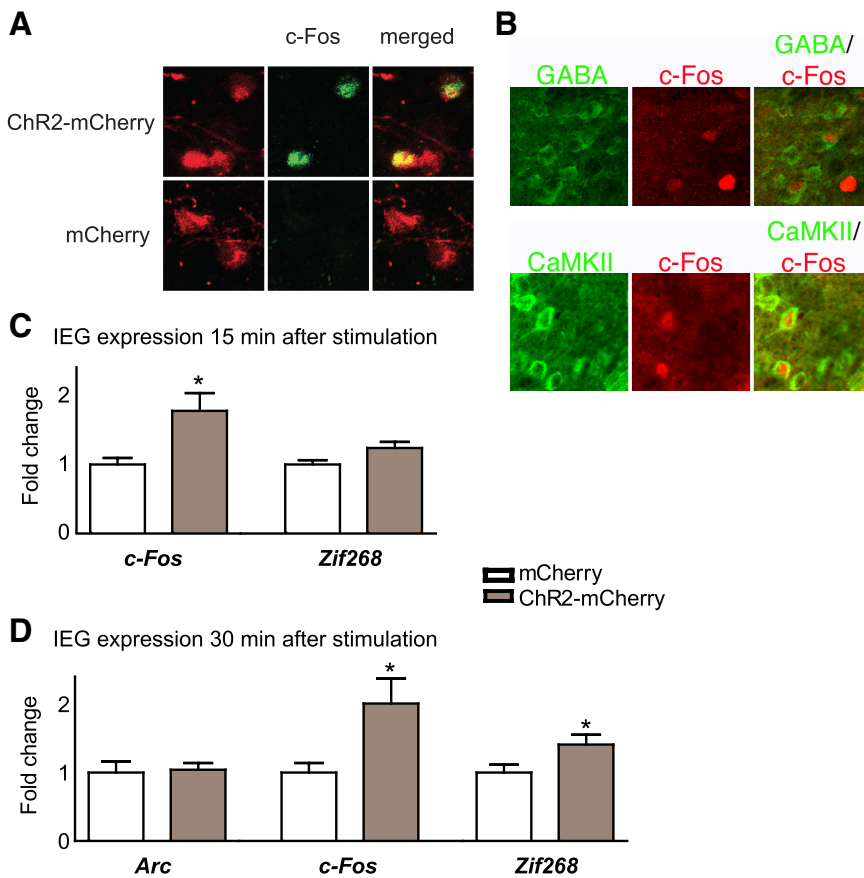 A
c-Fos merged
ChR2-mCherry
mCherry
B
GABA c-Fos GABA/
c-Fos
CaMKII c-Fos CaMKII/
c-Fos
C
IEG expression 15 min after stimulation
Fold change
2
1
0
*
c-Fos Zif268
mCherry
ChR2-mCherry
D
IEG expression 30 min after stimulation
Fold change
2
1
0
* *
Arc c-Fos Zif268